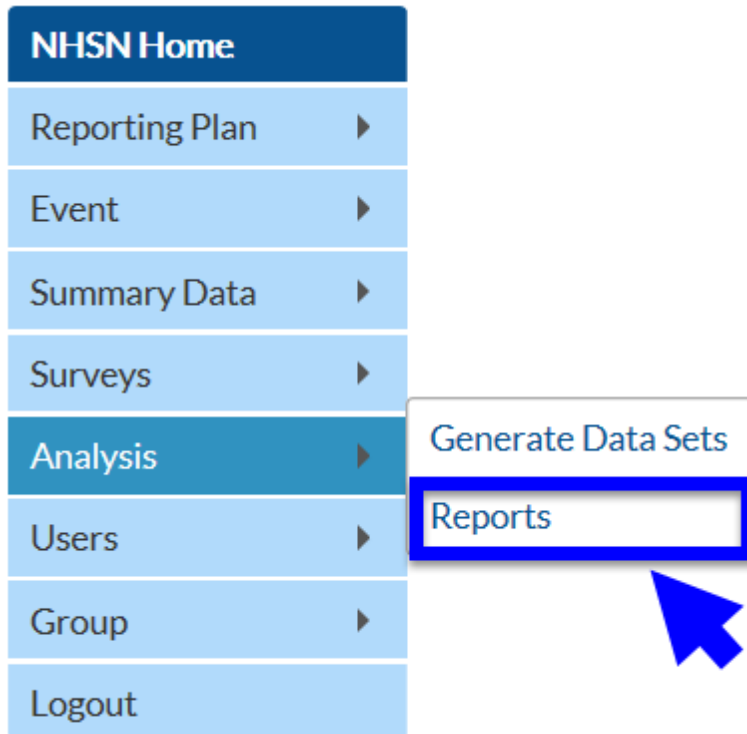 NHSN Home
Reporting Plan
Event
Summary Data
Surveys
Analysis
Generate Data Sets
Reports
Users
Group
Logout